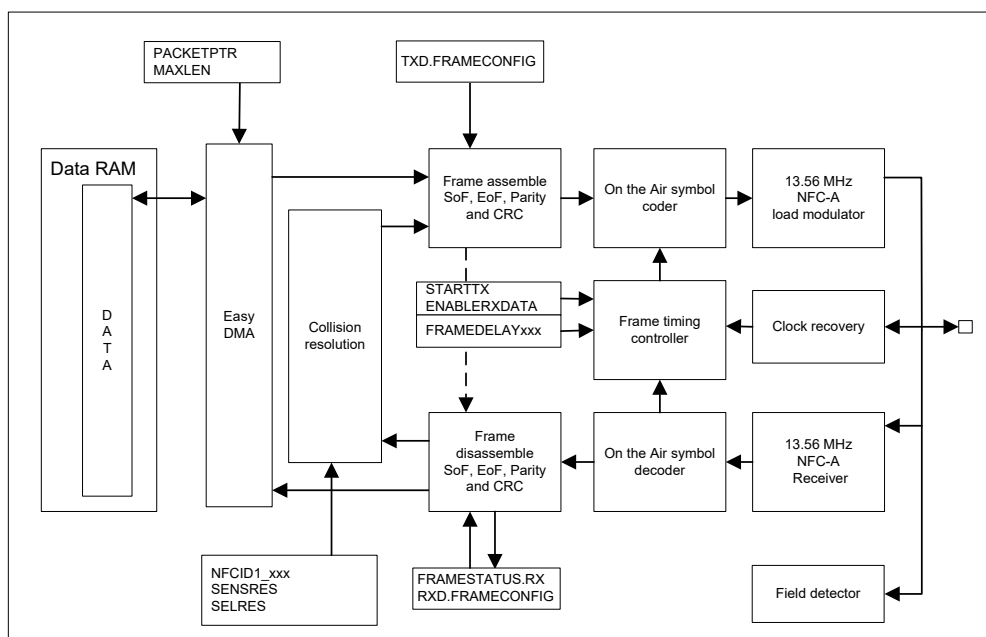 PACKETPTR
MAXLEN
TXD.FRAMECONFIG
Data RAM
D
A
T
A
Easy
DMA
Collision
resolution
Frame assemble
SoF, EoF, Parity
and CRC
On the Air symbol
coder
13.56 MHz
NFC-A
load modulator
STARTTX
ENABLERXDATA
FRAMEDELAYxxx
Frame timing
controller
Clock recovery
Frame
disassemble
SoF, EoF, Parity
and CRC
On the Air symbol
decoder
13.56 MHz
NFC-A
Receiver
NFCID1_xxx
SENSRES
SELRES
FRAMESTATUS.RX
RXD.FRAMECONFIG
Field detector